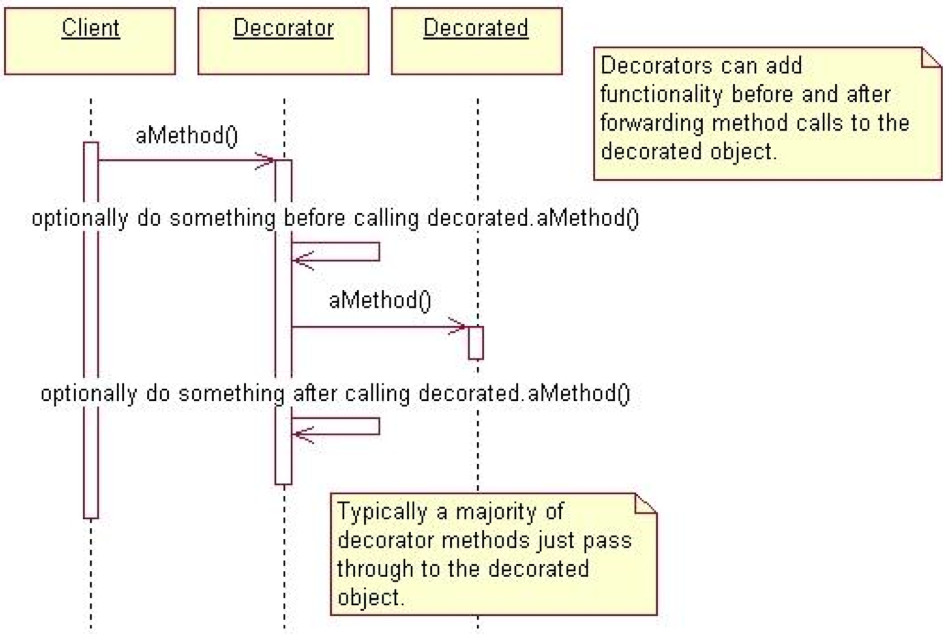 Client
Decorator
Decorated
Decorators can add
functionality before and after
forwarding method calls to the
decorated object.
aMethod()
optionally do something before calling decorated.aMethod()
aMethod()
optionally do something after calling decorated.aMethod()
Typically a majority of
decorator methods just pass
through to the decorated
object.